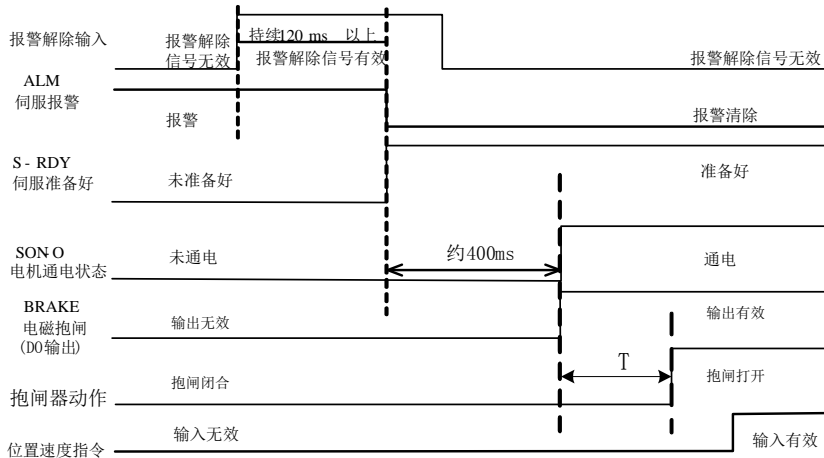 报警解除输入
报警解除
信号无效
持续120 ms 以上
报警解除信号有效
报警解除信号无效
ALM
伺服报警
报警
报警清除
S - RDY
伺服准备好
未准备好
准备好
SON-O
电机通电状态
未通电
约400ms
通电
BRAKE
电磁抱闸
(DO输出)
输出无效
输出有效
T
抱闸器动作
抱闸闭合
抱闸打开
位置速度指令
输入无效
输入有效